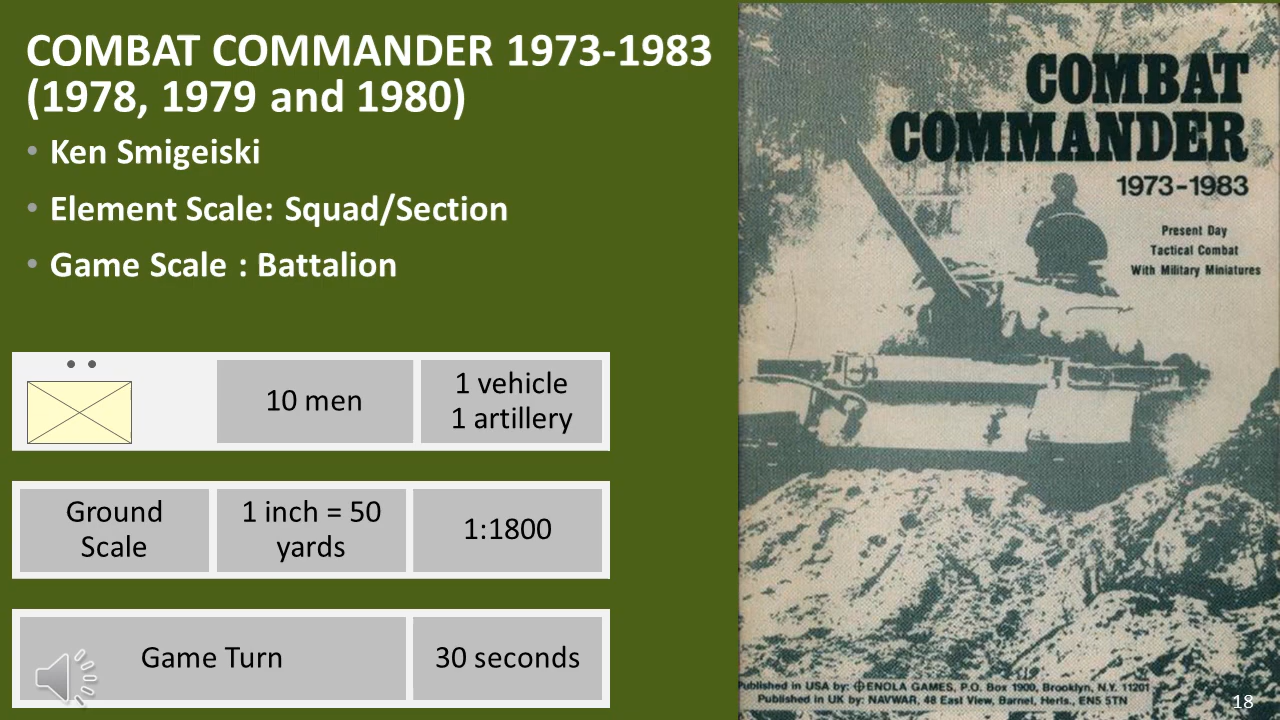 COMBAT COMMANDER 1973-1983
(1978, 1979 and 1980)
• Ken Smigeiski
• Element Scale: Squad/Section
• Game Scale : Battalion
10 men
1 vehicle
1 artillery
Ground
Scale
1 inch = 50
yards
1:1800
Game Turn
30 seconds
COMBAT
COMMANDER
1973-1983
Present Day
Tactical Combat
With Military Miniatures
Published in USA by: ENOLA GAMES, P.O. Box 1900, Brooklyn, N.Y. 11201
Published in UK by: NAVWAR, 48 East View, Barnet, Herts., EN5 5TN
18